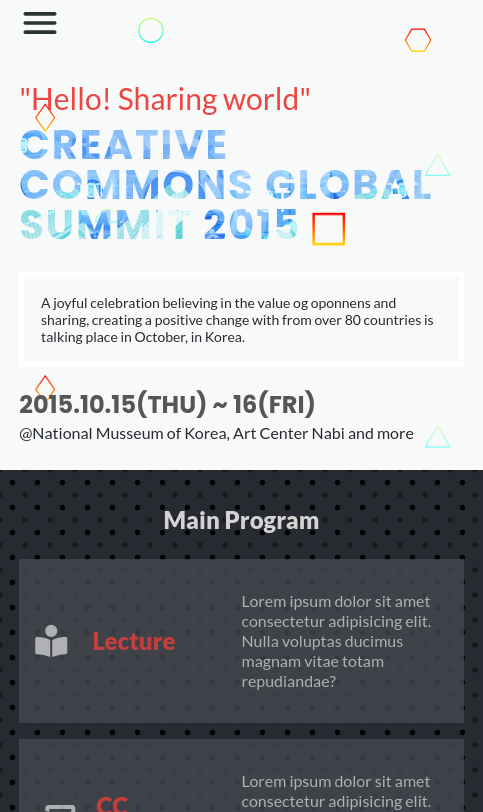 "Hello! Sharing world"
CREATIVE
COMMONS GLOBAL
SUMMIT 2015
A joyful celebration believing in the value og oponnens and
sharing, creating a positive change with from over 80 countries is
talking place in October, in Korea.
2015.10.15(THU) ~ 16(FRI)
@National Musseum of Korea, Art Center Nabi and more
Main Program
Lecture
Lorem ipsum dolor sit amet
consectetur adipisicing elit.
Nulla voluptas ducimus
magnam vitae totam
repudiandae?
CC
Lorem ipsum dolor sit amet
consectetur adipisicing elit.